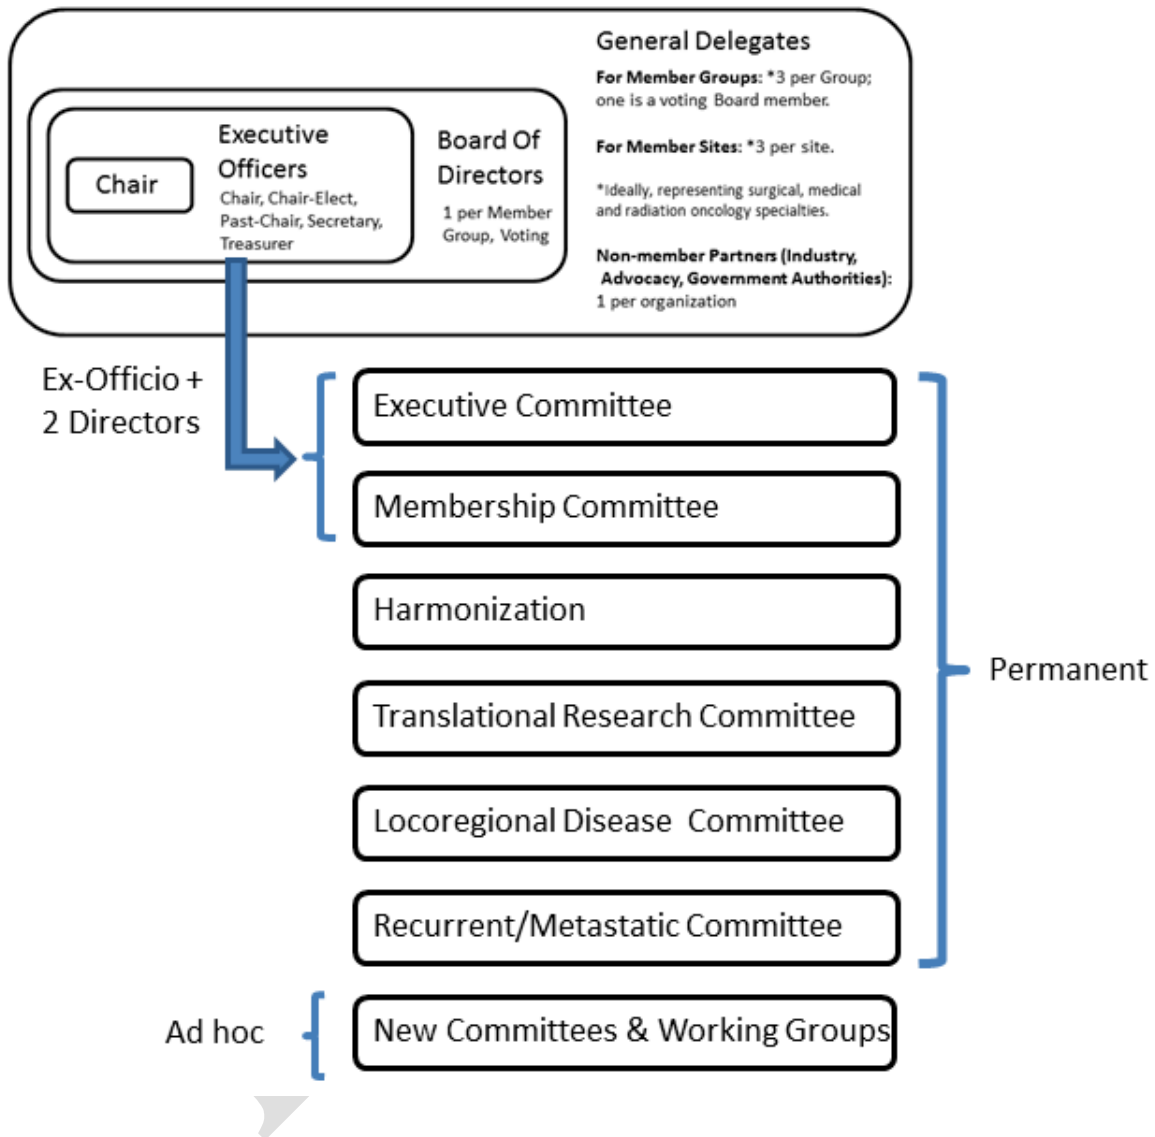 General Delegates
For Member Groups: *3 per Group;
one is a voting Board member.
For Member Sites: *3 per site.
*Ideally, representing surgical, medical
and radiation oncology specialties.
Non-member Partners (Industry,
Advocacy, Government Authorities):
1 per organization
Board Of
Directors
1 per Member
Group, Voting
Executive
Officers
Chair, Chair-Elect,
Past-Chair, Secretary,
Treasurer
Chair
Ex-Officio +
2 Directors
Executive Committee
Membership Committee
Harmonization
Translational Research Committee
Locoregional Disease  Committee
Recurrent/Metastatic Committee
Permanent
Ad hoc
New Committees & Working Groups